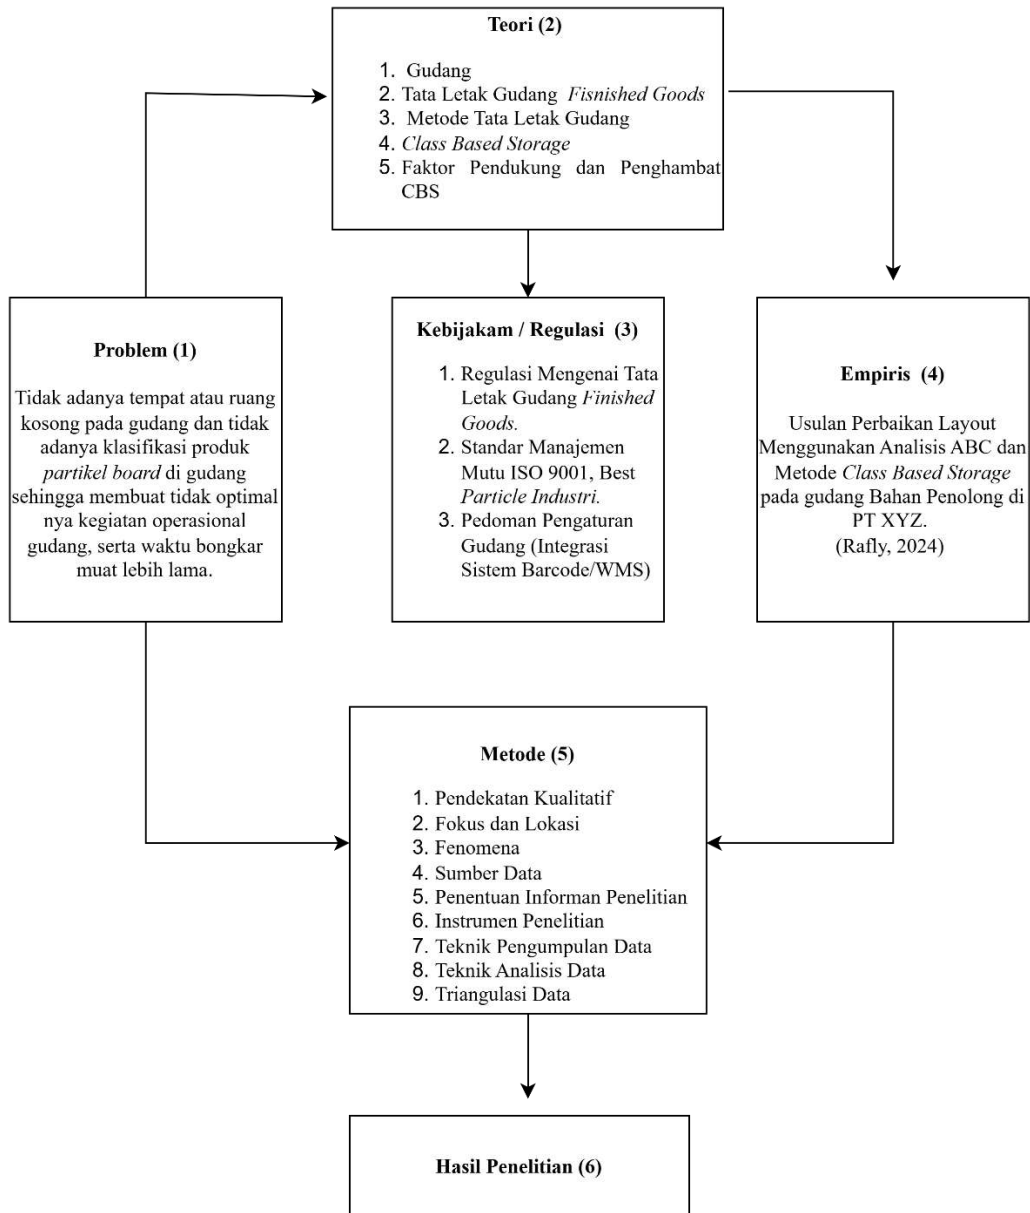 Teori (2)
1. Gudang
2. Tata Letak Gudang Fisnished Goods
3. Metode Tata Letak Gudang
4. Class Based Storage
5. Faktor Pendukung dan Penghambat
CBS
Problem (1)
Tidak adanya tempat atau ruang
kosong pada gudang dan tidak
adanya klasifikasi produk
partikel board di gudang
sehingga membuat tidak optimal
nya kegiatan operasional
gudang, serta waktu bongkar
muat lebih lama.
Kebijakam / Regulasi (3)
1. Regulasi Mengenai Tata
Letak Gudang Finished
Goods.
2. Standar Manajemen
Mutu ISO 9001, Best
Particle Industri.
3. Pedoman Pengaturan
Gudang (Integrasi
Sistem Barcode/WMS)
Empiris (4)
Usulan Perbaikan Layout
Menggunakan Analisis ABC dan
Metode Class Based Storage
pada gudang Bahan Penolong di
PT XYZ.
(Rafly, 2024)
Metode (5)
1. Pendekatan Kualitatif
2. Fokus dan Lokasi
3. Fenomena
4. Sumber Data
5. Penentuan Informan Penelitian
6. Instrumen Penelitian
7. Teknik Pengumpulan Data
8. Teknik Analisis Data
9. Triangulasi Data
Hasil Penelitian (6)